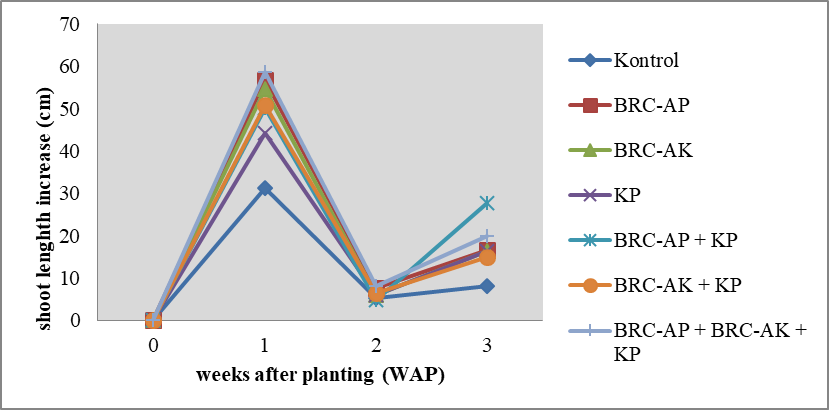 70
60
50
40
30
20
10
0
shoot lenghth increase (cm)
0 1 2 3
weeks after planting (WAP)
Kontrol
BRC-AP
BRC-AK
KP
BRC-AP + KP
BRC-AK + KP
BRC-AP + BRC-AK +
KP